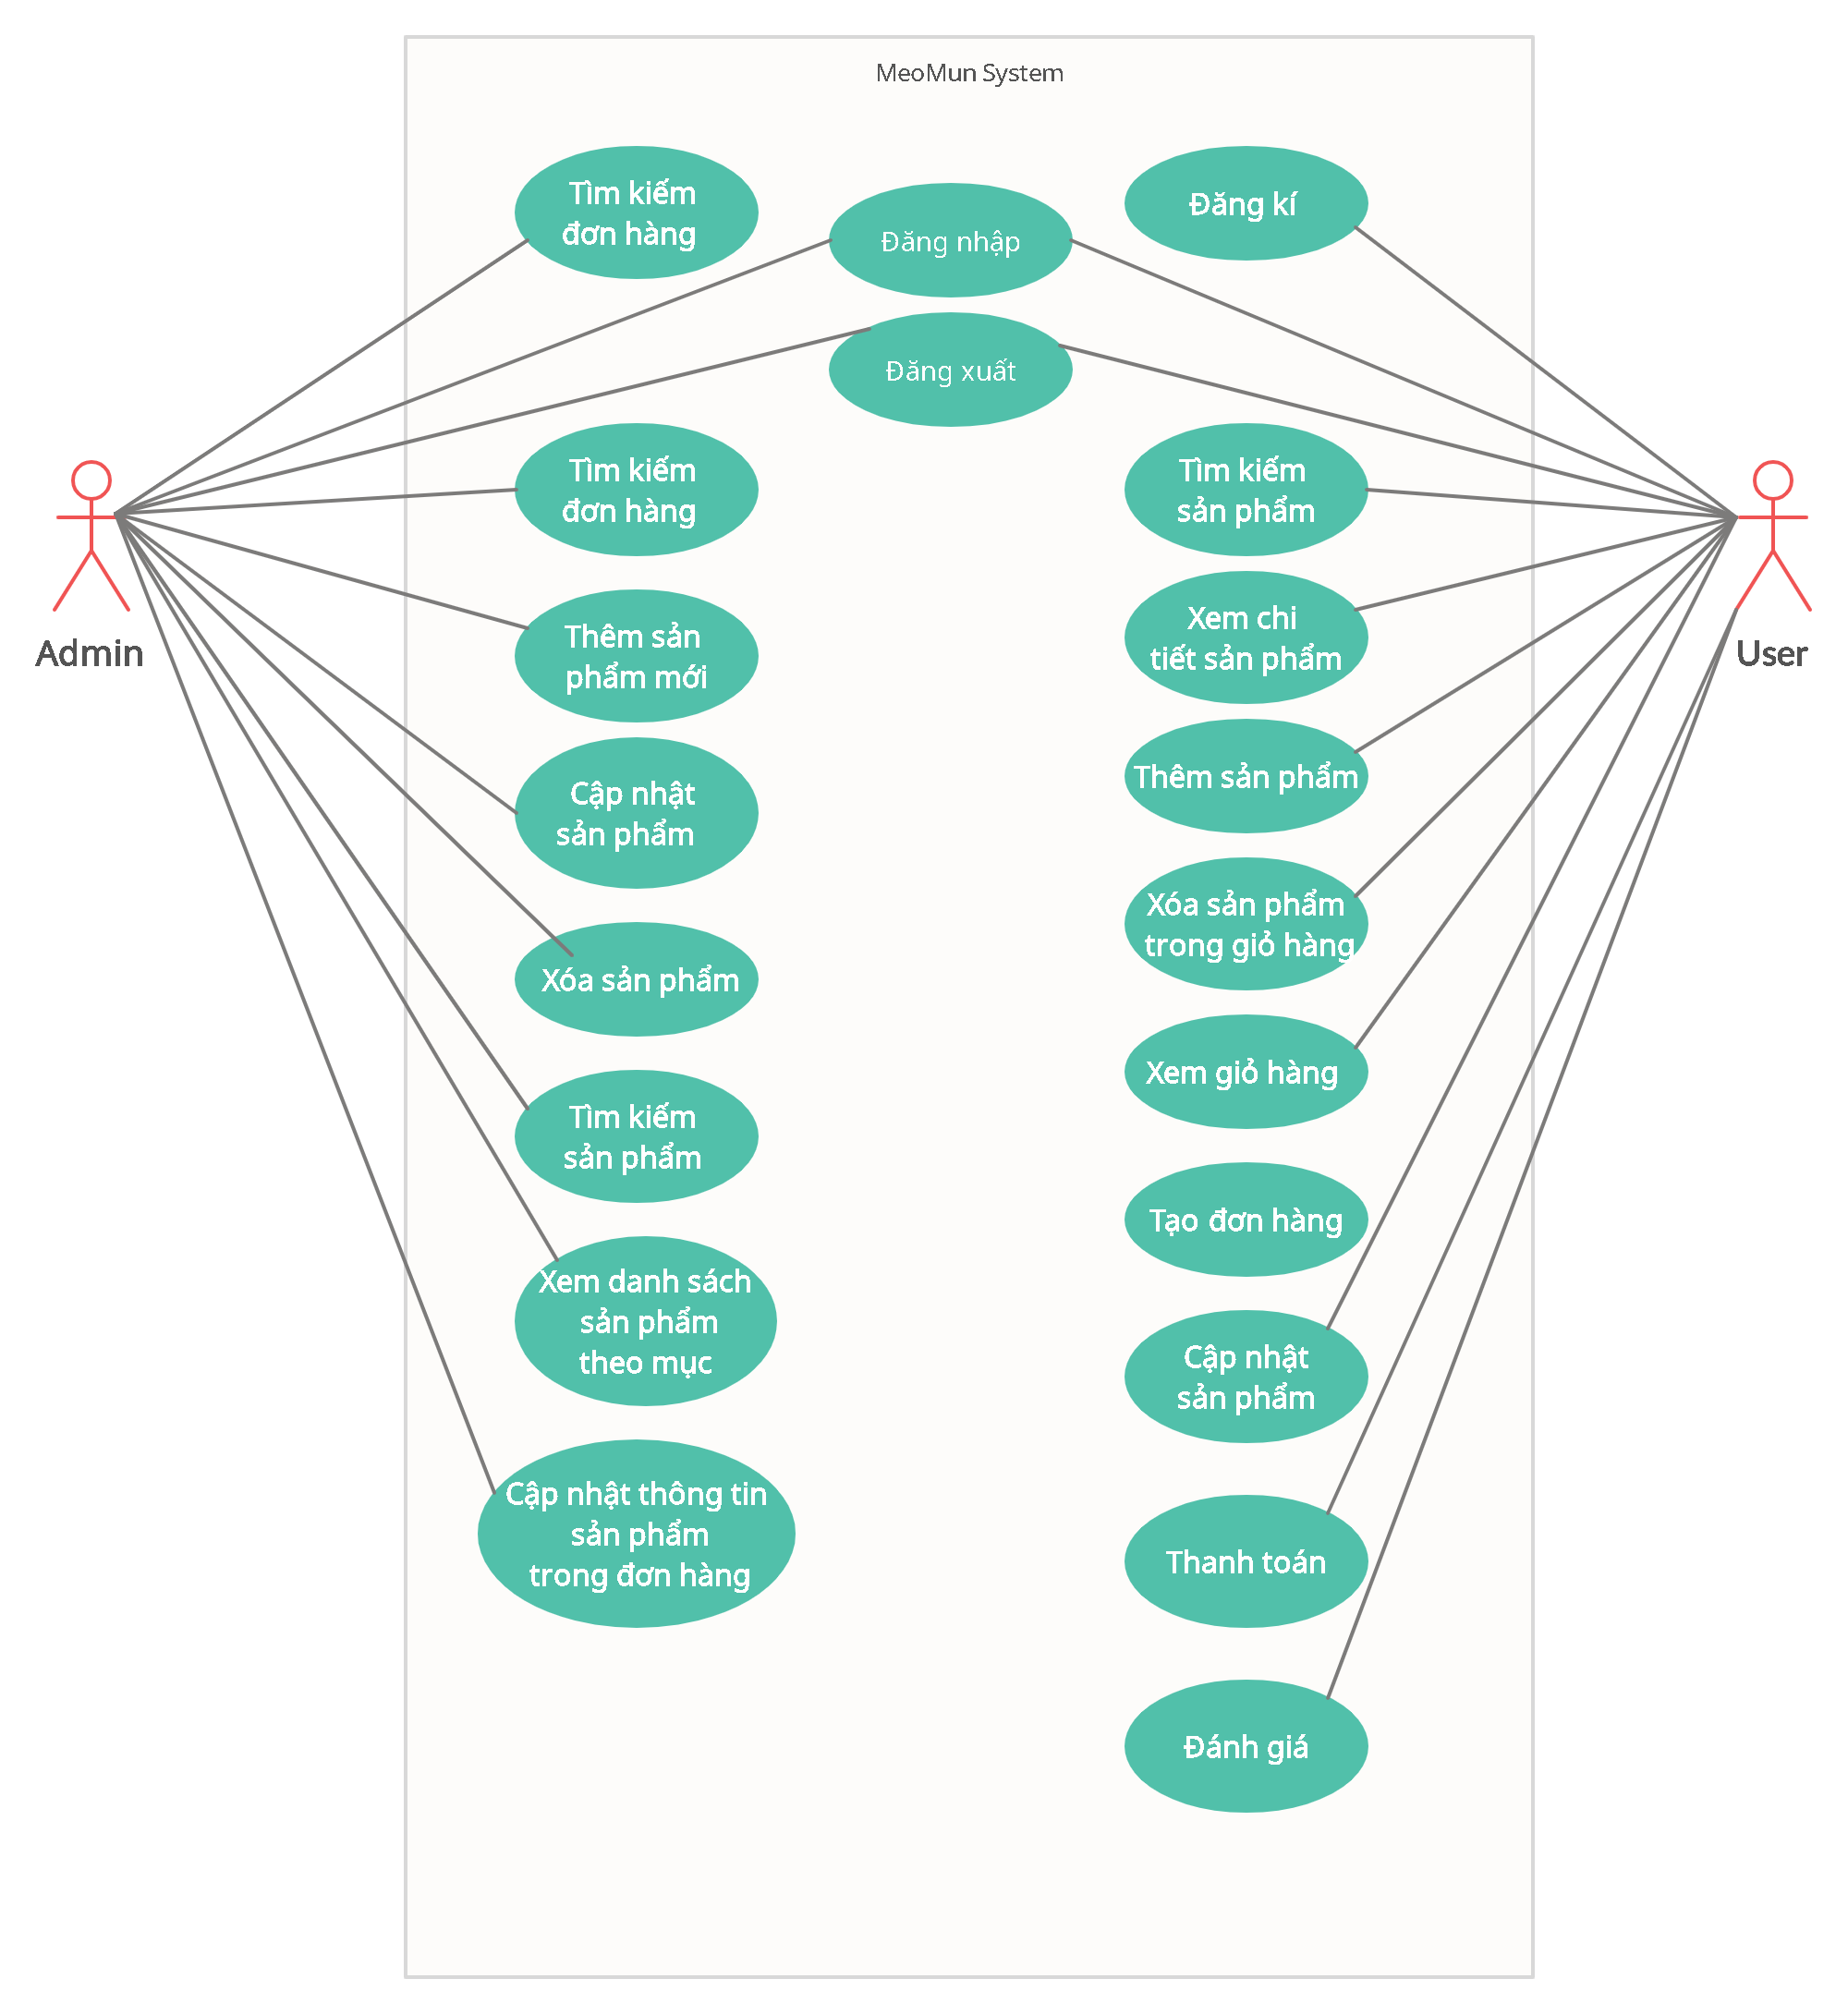 MeoMun System
Tìm kiếm
đơn hàng
Đăng nhập
Đăng kí
Đăng xuất
Tìm kiếm
đơn hàng
Tìm kiếm
sản phẩm
Admin
User
Thêm sản
phẩm mới
Xem chi
tiết sản phẩm
Cập nhật
sản phẩm
Thêm sản phẩm
Xóa sản phẩm
Xóa sản phẩm
trong giỏ hàng
Tìm kiếm
sản phẩm
Xem giỏ hàng
Xem danh sách
sản phẩm
theo mục
Tạo đơn hàng
Cập nhật
sản phẩm
Cập nhật thông tin
sản phẩm
trong đơn hàng
Thanh toán
Đánh giá